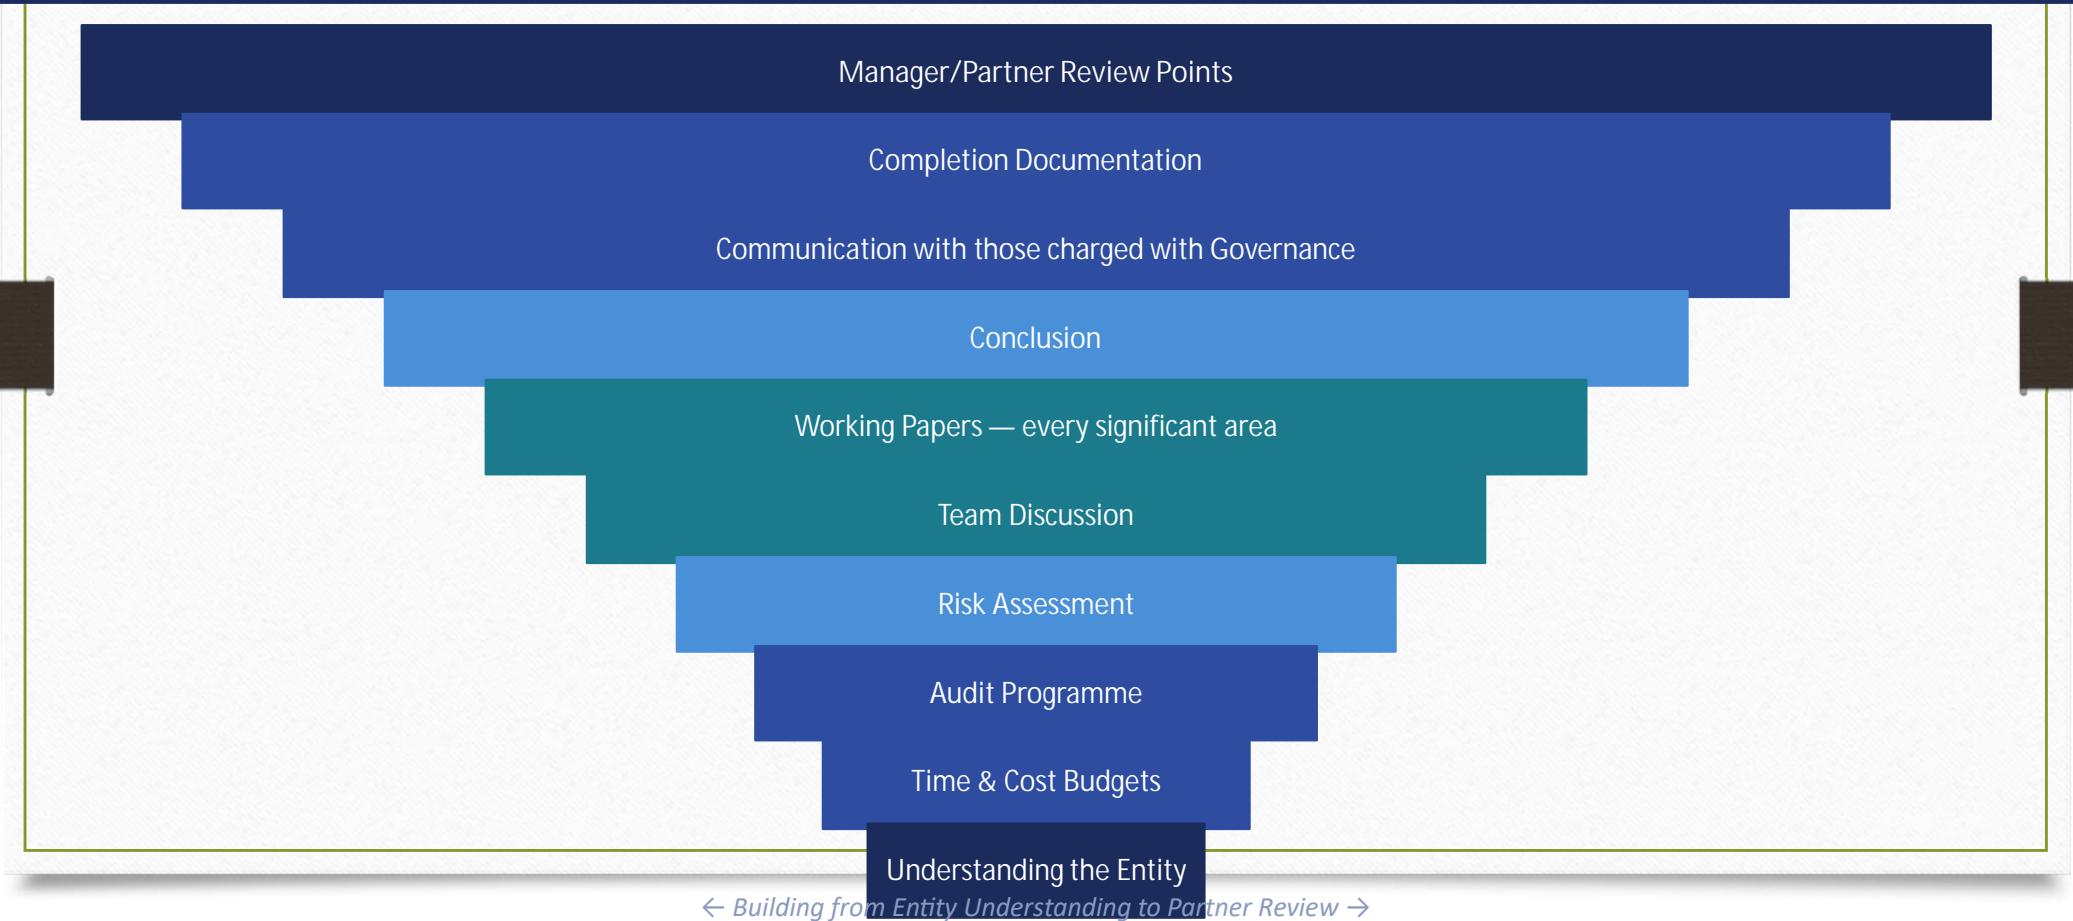 Manager/Partner Review Points
Completion Documentation
Communication with those charged with Governance
Conclusion
Working Papers — every significant area
Team Discussion
Risk Assessment
Audit Programme
Time & Cost Budgets
Understanding the Entity
← Building from Entity Understanding to Partner Review →